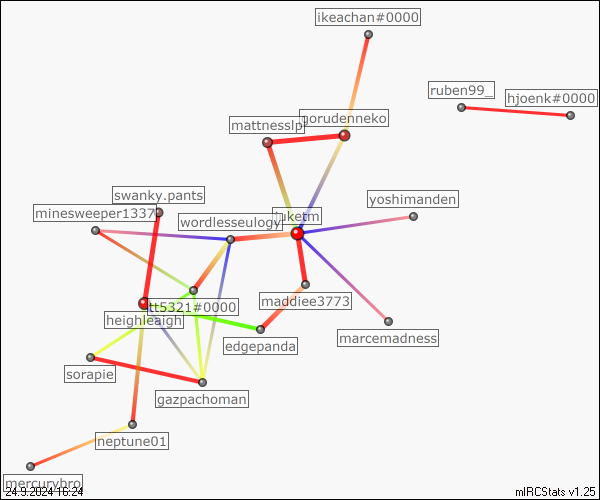 ikeachan#0000
ruben99_
hjoenk#0000
gorudenneko
mattnesslp
swanky.pants
yoshimanden
minesweeper1337
juketm
wordlesseulogy
maddiee3773
tt5321#0000
heighleaigh
marcemadness
edgepanda
sorapie
gazpachoman
neptune01
mercurybro
24.9.2024 16:24
mIRCStats v1.25